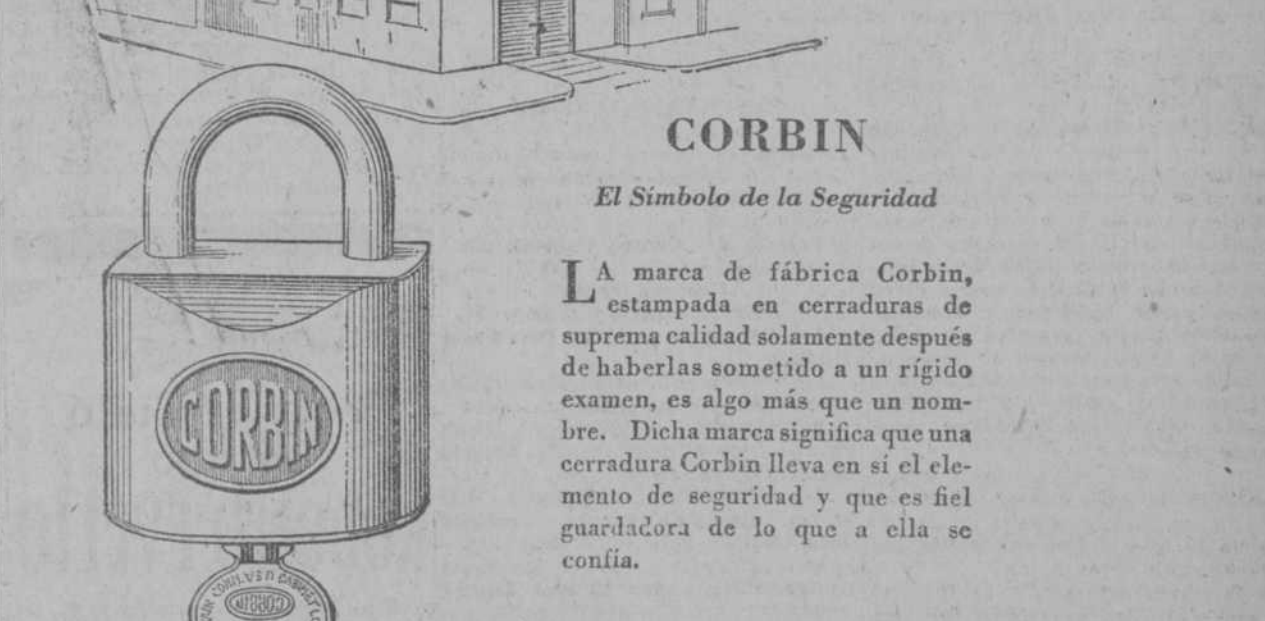 CORBIN
El Símbolo de la Seguridad
LA marca de fábrica Corbin,
estampada en cerraduras de
suprema calidad solamente después
de haberlas sometido a un rígido
examen, es algo más que un nom-
bre. Dicha marca significa que una
cerradura Corbin lleva en sí el ele-
mento de seguridad y que es fiel
guardadora de lo que a ella se
confía.
CORBIN
CORBIN